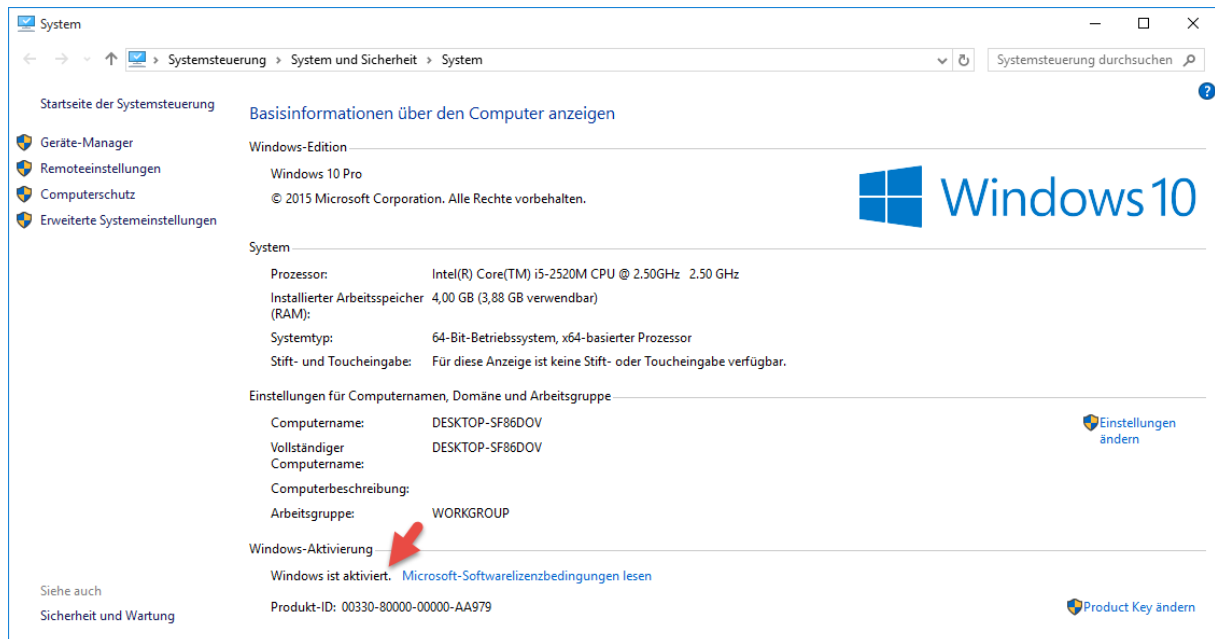 System
Systemsteuerung › System und Sicherheit › System
Systemsteuerung durchsuchen
?
Startseite der Systemsteuerung
Geräte-Manager
Remoteeinstellungen
Computerschutz
Erweiterte Systemeinstellungen
Siehe auch
Sicherheit und Wartung
Basisinformationen über den Computer anzeigen
Windows-Edition
Windows 10 Pro
© 2015 Microsoft Corporation. Alle Rechte vorbehalten.
Windows 10
System
Prozessor: Intel(R) Core(TM) i5-2520M CPU @ 2.50GHz 2.50 GHz
Installierter Arbeitsspeicher 4,00 GB (3,88 GB verwendbar)
(RAM):
Systemtyp: 64-Bit-Betriebssystem, x64-basierter Prozessor
Stift- und Toucheingabe: Für diese Anzeige ist keine Stift- oder Toucheingabe verfügbar.
Einstellungen für Computernamen, Domäne und Arbeitsgruppe
Computername: DESKTOP-SF86DOV
Vollständiger DESKTOP-SF86DOV
Computername:
Computerbeschreibung:
Arbeitsgruppe: WORKGROUP
Einstellungen
ändern
Windows-Aktivierung
Windows ist aktiviert. Microsoft-Softwarelizenzbedingungen lesen
Produkt-ID: 00330-80000-00000-AA979
Product Key ändern